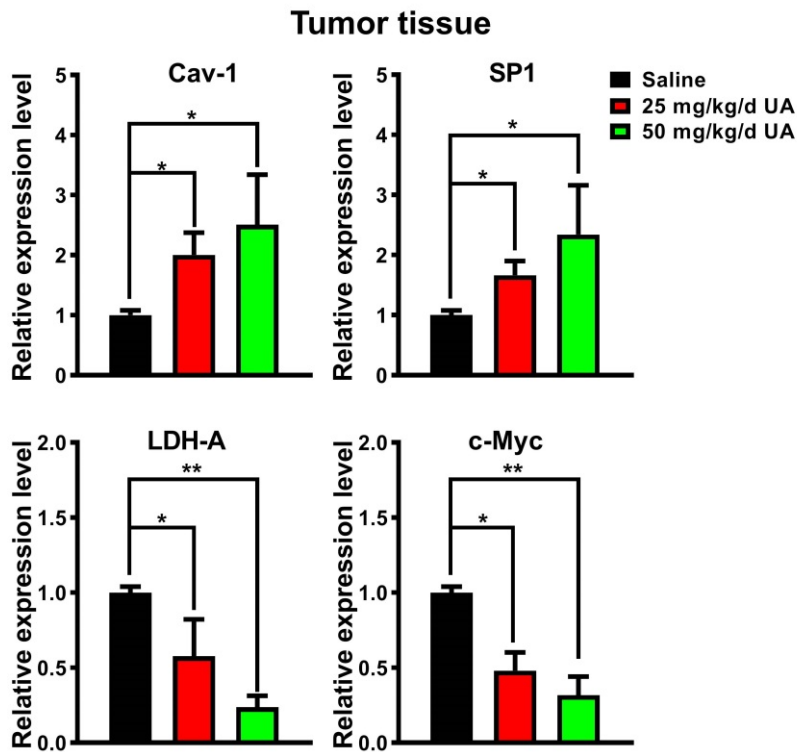 Tumor tissue
Cav-1
Relative expression level
5
4
3
2
1
0
*
*
SP1
Relative expression level
5
4
3
2
1
0
*
*
Saline
25 mg/kg/d UA
50 mg/kg/d UA
LDH-A
Relative expression level
2.0
1.5
1.0
0.5
0.0
**
*
c-Myc
Relative expression level
2.0
1.5
1.0
0.5
0.0
**
*